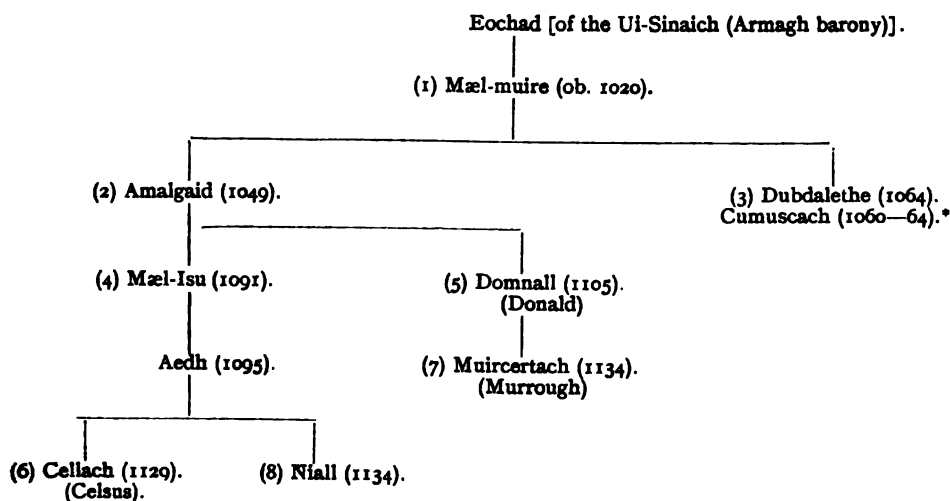 Eochad [of the Ui-Sinaich (Armagh barony)].
(1) Mæl-muire (ob. 1020).
(2) Amalgaid (1049).
(3) Dubdalethe (1064).
Cumuscach (1060—64).*
(4) Mæl-Isu (1091).
(5) Domnall (1105).
(Donald)
Aedh (1095).
(7) Muircertach (1134).
(Murrough)
(6) Cellach (1129).
(Celsus).
(8) Niall (1134).